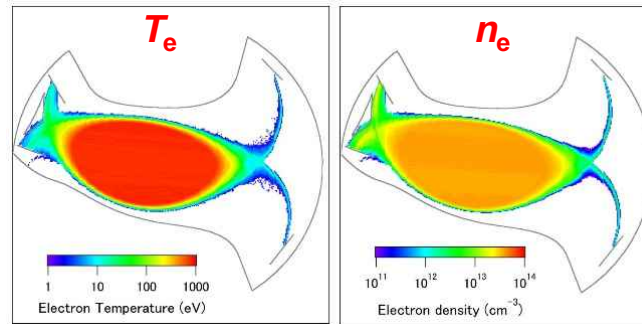 Te
1 10 100 1000
Electron Temperature (eV)
ne
10¹¹ 10¹² 10¹³ 10¹⁴
Electron density (cm⁻³)